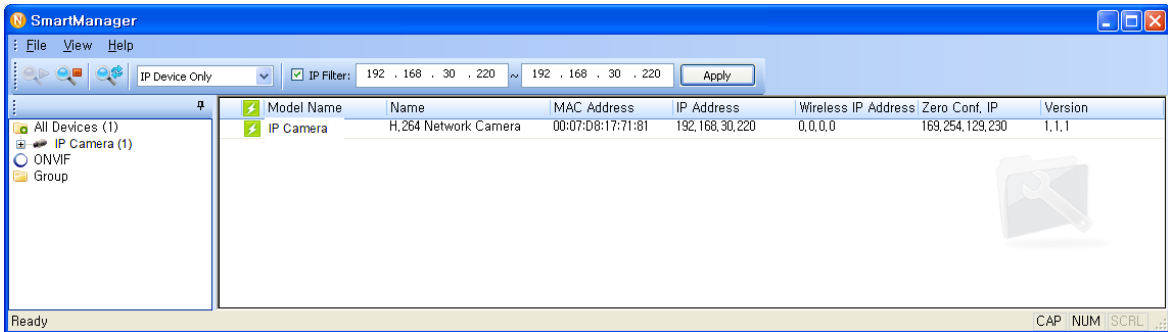 SmartManager
File View Help
IP Device Only IP Filter: 192 . 168 . 30 . 220 ~ 192 . 168 . 30 . 220 Apply
Model Name Name MAC Address IP Address Wireless IP Address Zero Conf, IP Version
All Devices (1) IP Camera H,264 Network Camera 00:07:D8:17:71:81 192,168,30,220 0,0,0,0 169,254,129,230 1,1,1
IP Camera (1)
ONVIF
Group
Ready CAP NUM SCRL